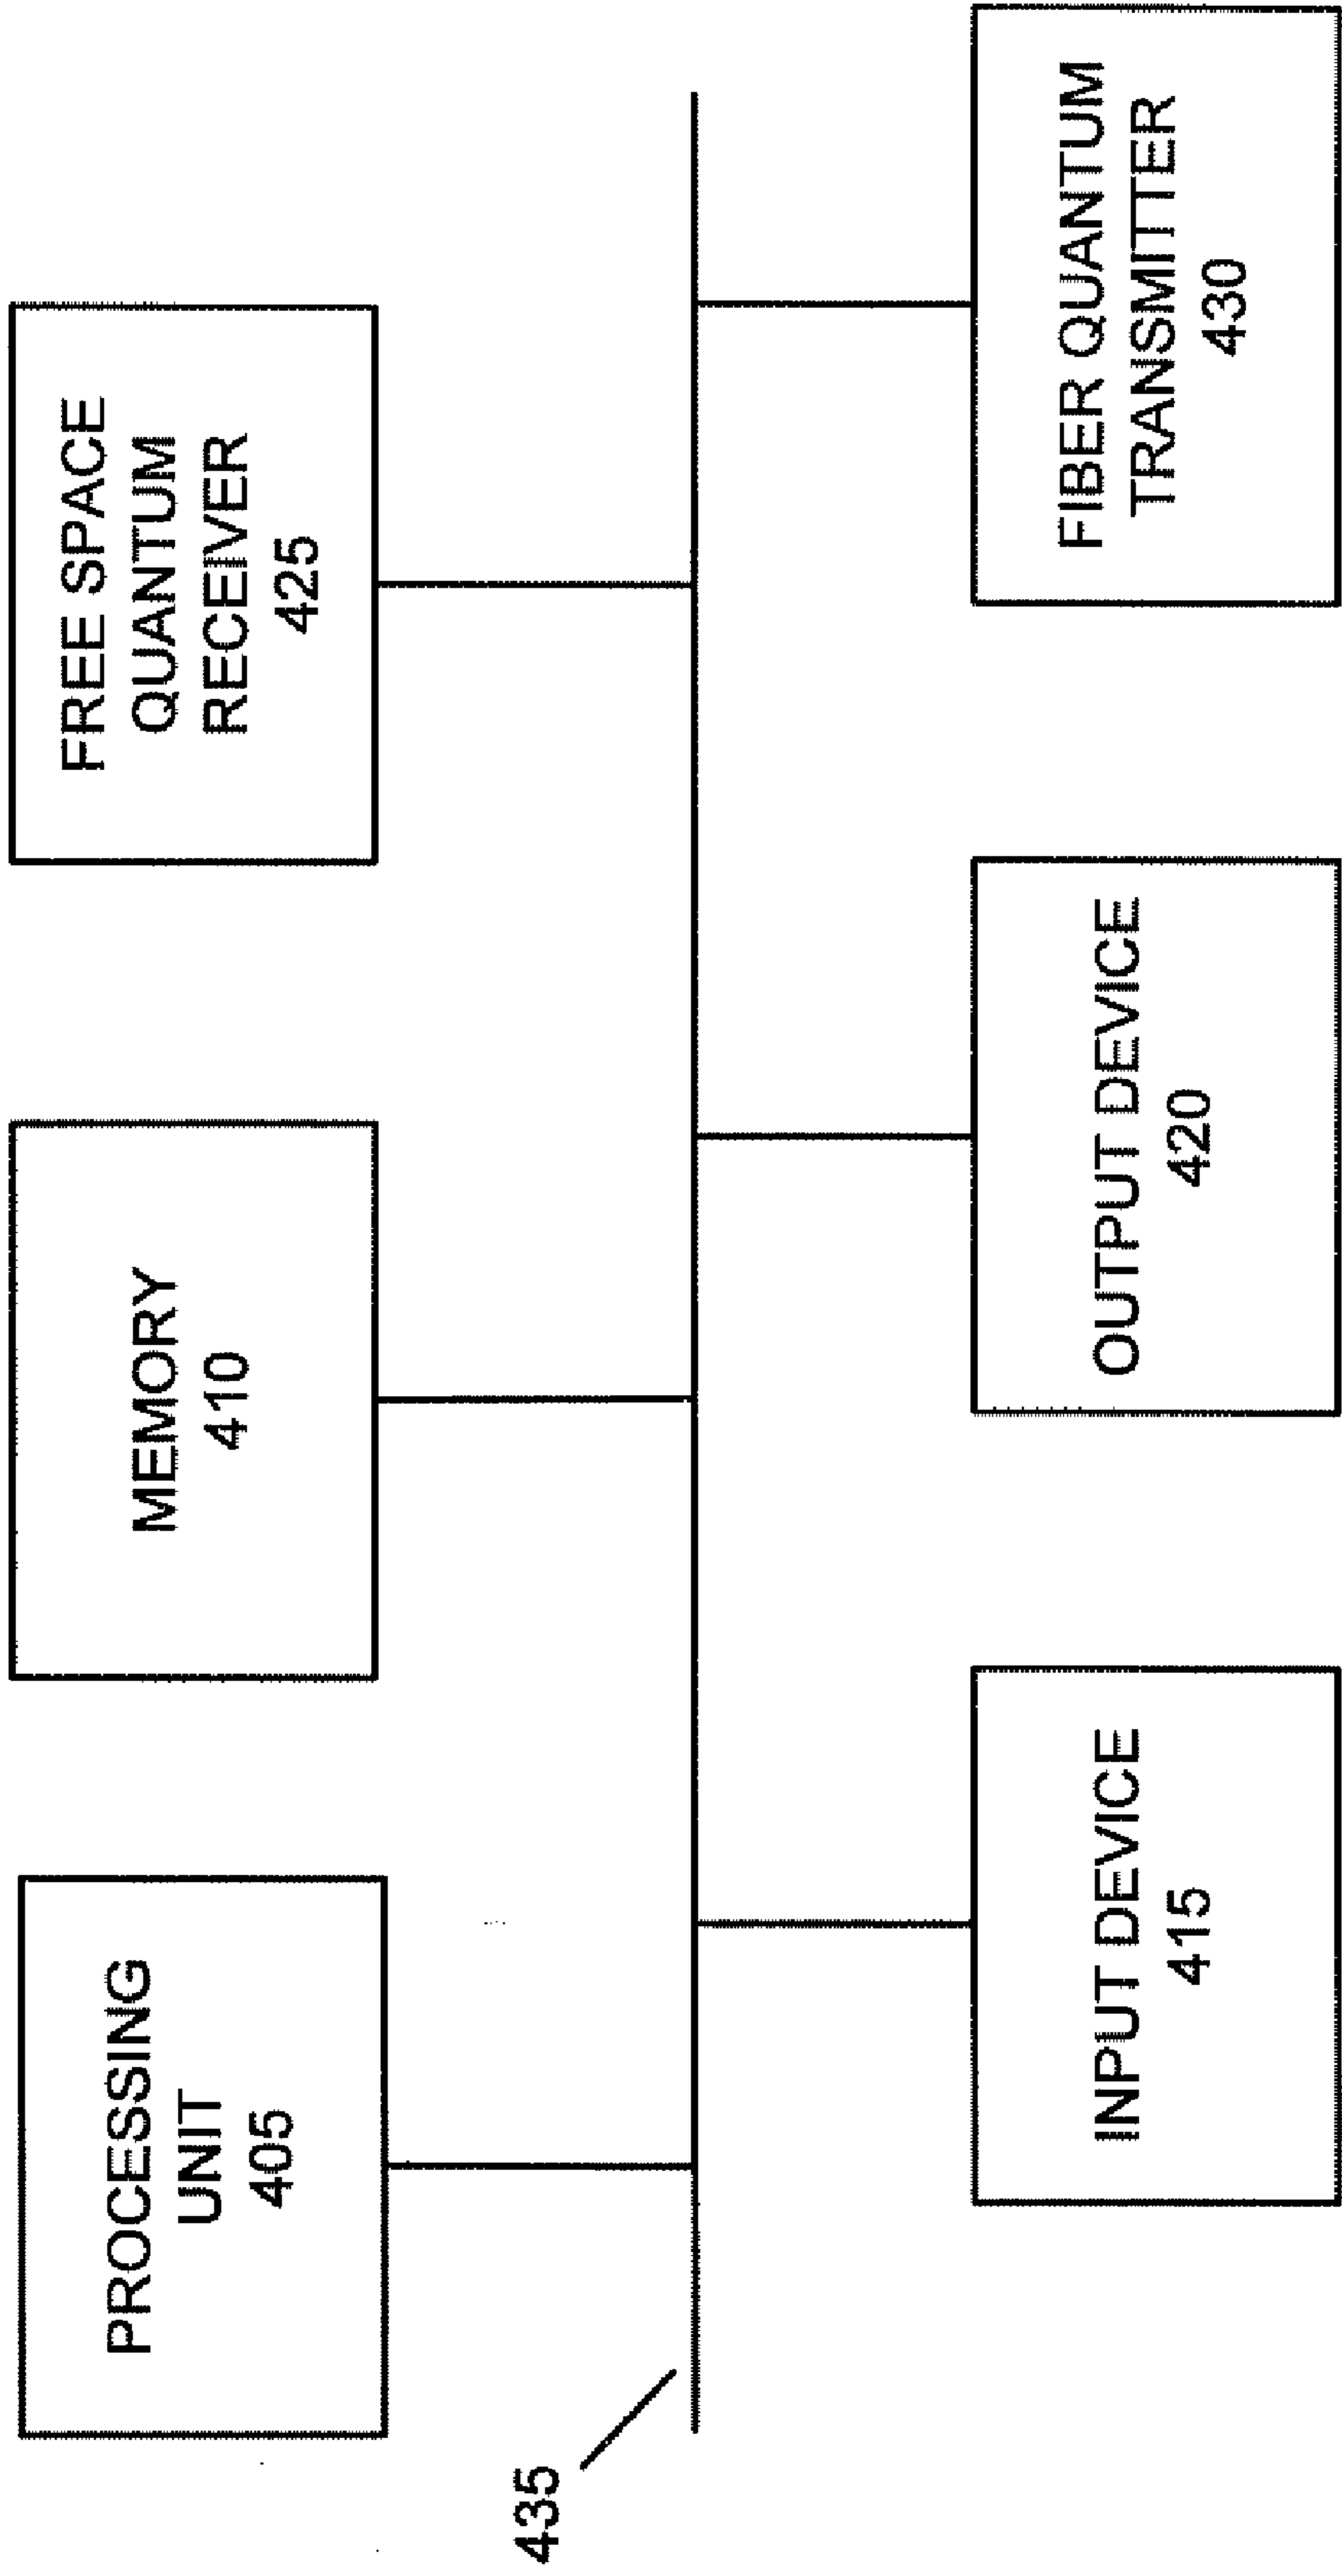 PROCESSING
UNIT
405
MEMORY
410
FREE SPACE
QUANTUM
RECEIVER
425
435
INPUT DEVICE
415
OUTPUT DEVICE
420
FIBER QUANTUM
TRANSMITTER
430